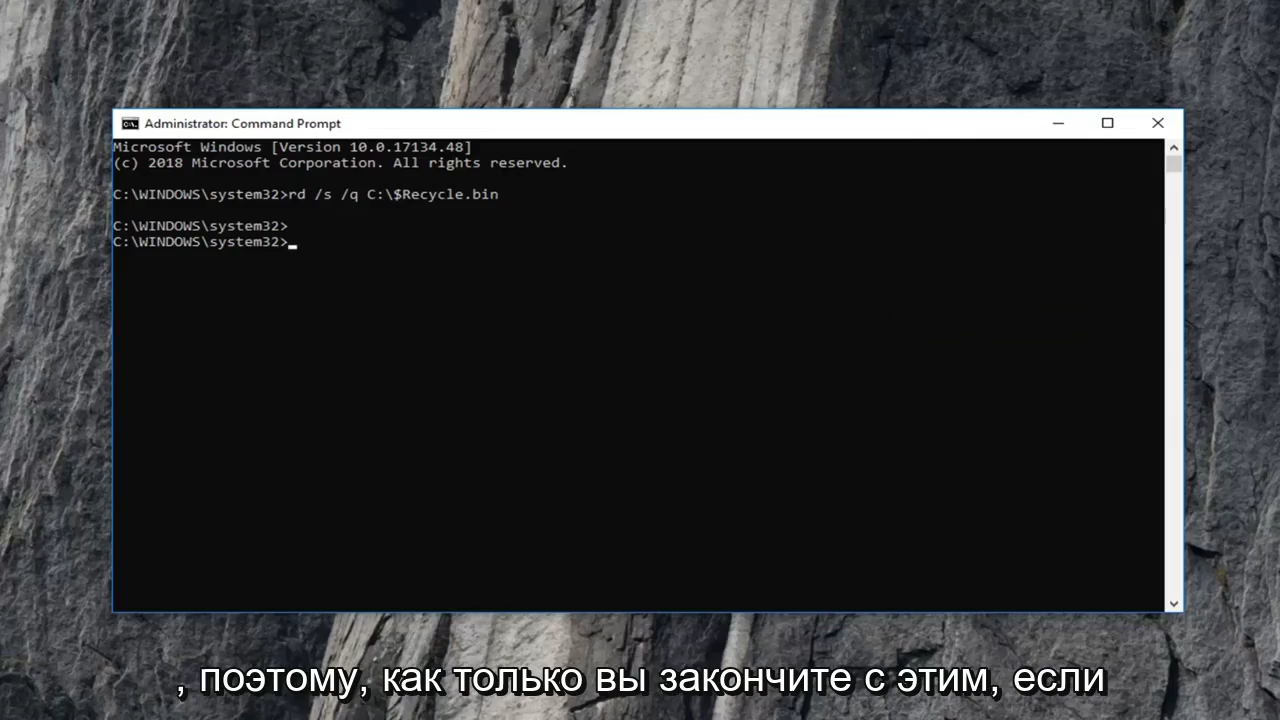 Administrator: Command Prompt
Microsoft Windows [Version 10.0.17134.48]
(c) 2018 Microsoft Corporation. All rights reserved.
C:\WINDOWS\system32>rd /s /q C:\$Recycle.bin
C:\WINDOWS\system32>
C:\WINDOWS\system32>
, поэтому, как только вы закончите с этим, если